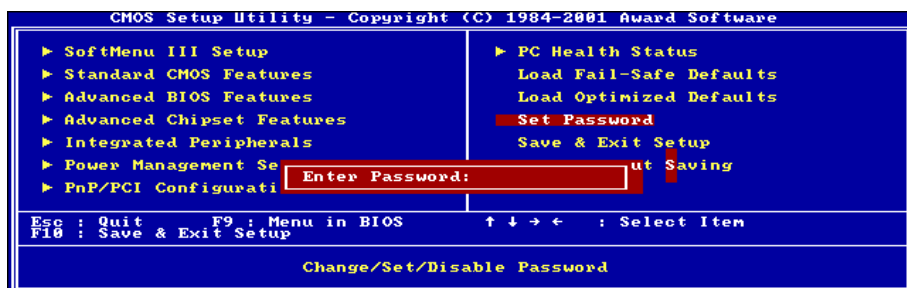 CMOS Setup Utility - Copyright (C) 1984-2001 Award Software
► SoftMenu III Setup
► Standard CMOS Features
► Advanced BIOS Features
► Advanced Chipset Features
► Integrated Peripherals
► Power Management Se
► PnP/PCI Configurati
► PC Health Status
Load Fail-Safe Defaults
Load Optimized Defaults
Set Password
Save & Exit Setup
ut Saving
Enter Password:
Esc : Quit F9 : Menu in BIOS ↑ ↓ → ← : Select Item
F10 : Save & Exit Setup
Change/Set/Disable Password